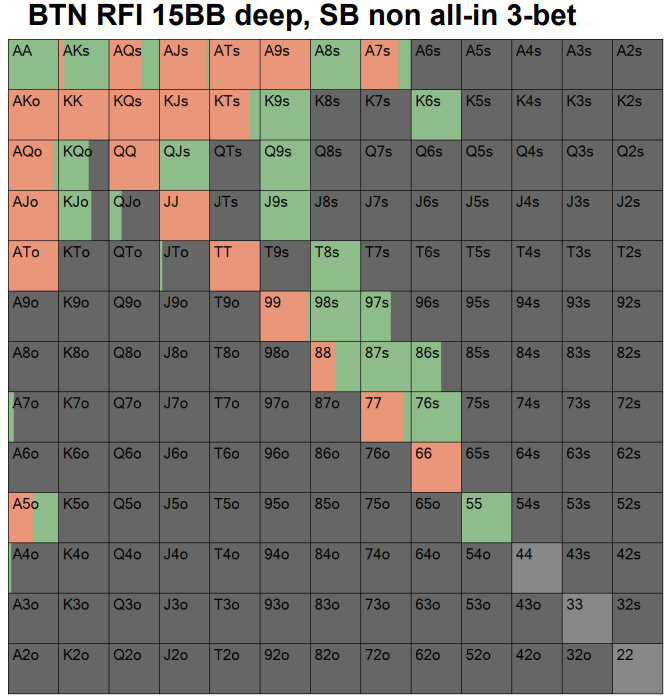 BTN RFI 15BB deep, SB non all-in 3-bet
AA AKs AQs AJs ATs A9s A8s A7s A6s A5s A4s A3s A2s
AKo KK KQs KJs KTs K9s K8s K7s K6s K5s K4s K3s K2s
AQo KQo QQ QJs QTs Q9s Q8s Q7s Q6s Q5s Q4s Q3s Q2s
AJo KJo QJo JJ JTs J9s J8s J7s J6s J5s J4s J3s J2s
ATo KTo QTo JTo TT T9s T8s T7s T6s T5s T4s T3s T2s
A9o K9o Q9o J9o T9o 99 98s 97s 96s 95s 94s 93s 92s
A8o K8o Q8o J8o T8o 98o 88 87s 86s 85s 84s 83s 82s
A7o K7o Q7o J7o T7o 97o 87o 77 76s 75s 74s 73s 72s
A6o K6o Q6o J6o T6o 96o 86o 76o 66 65s 64s 63s 62s
A5o K5o Q5o J5o T5o 95o 85o 75o 65o 55 54s 53s 52s
A4o K4o Q4o J4o T4o 94o 84o 74o 64o 54o 44 43s 42s
A3o K3o Q3o J3o T3o 93o 83o 73o 63o 53o 43o 33 32s
A2o K2o Q2o J2o T2o 92o 82o 72o 62o 52o 42o 32o 22